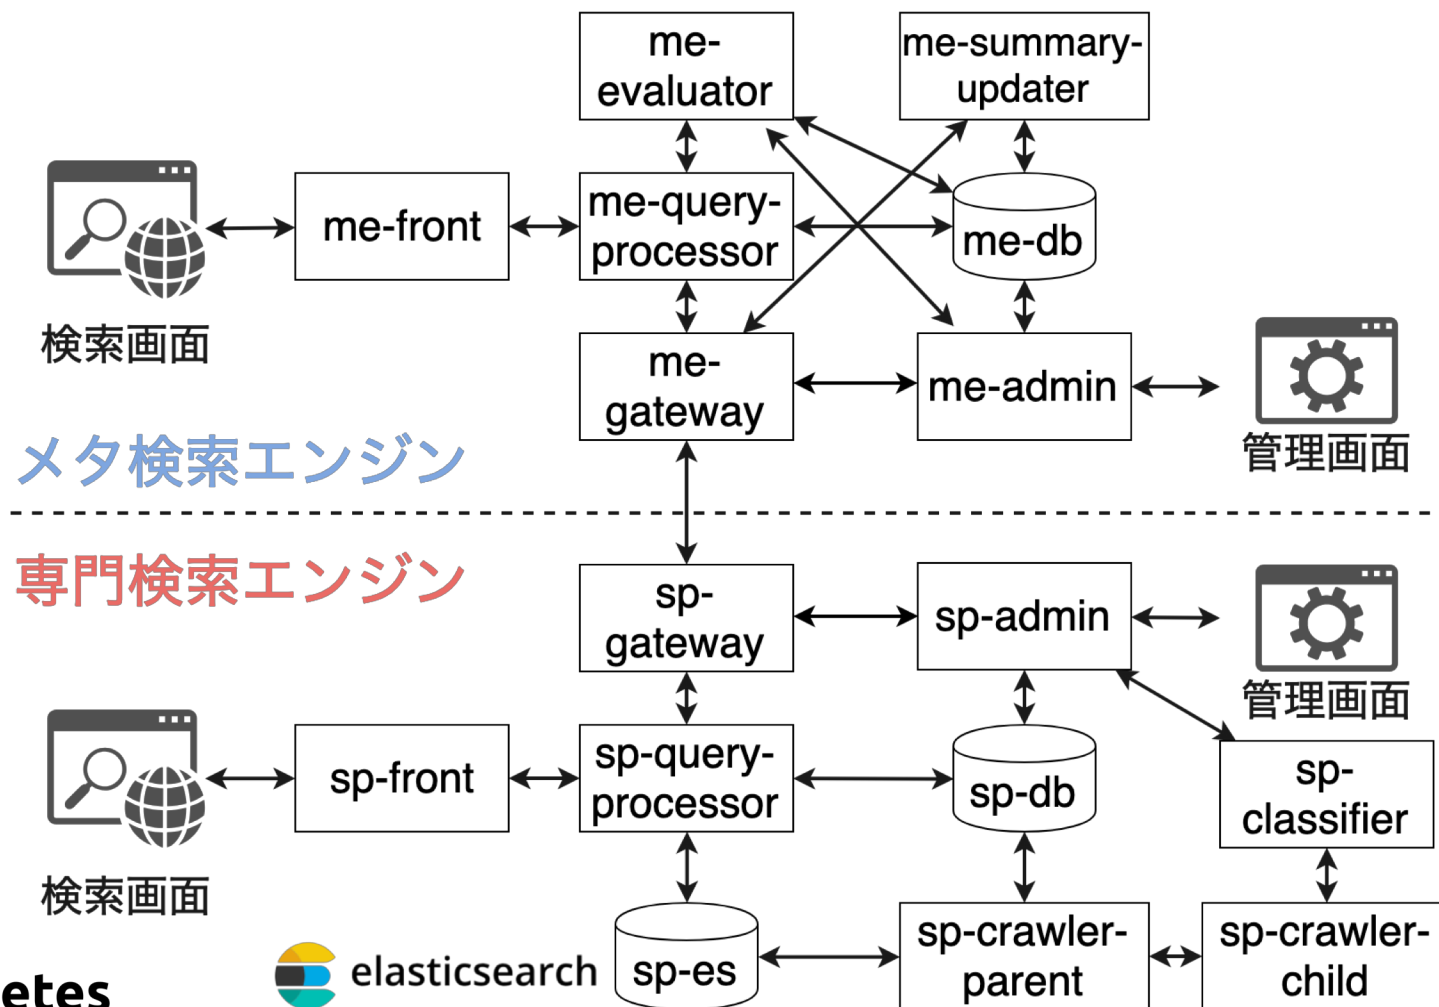 me-
evaluator
me-summary-
updater
me-front
me-query-
processor
me-db
検索画面
me-
gateway
me-admin
管理画面
メタ検索エンジン
専門検索エンジン
sp-
gateway
sp-admin
管理画面
sp-front
sp-query-
processor
sp-db
sp-
classifier
検索画面
elasticsearch
sp-es
sp-crawler-
parent
sp-crawler-
child
etes